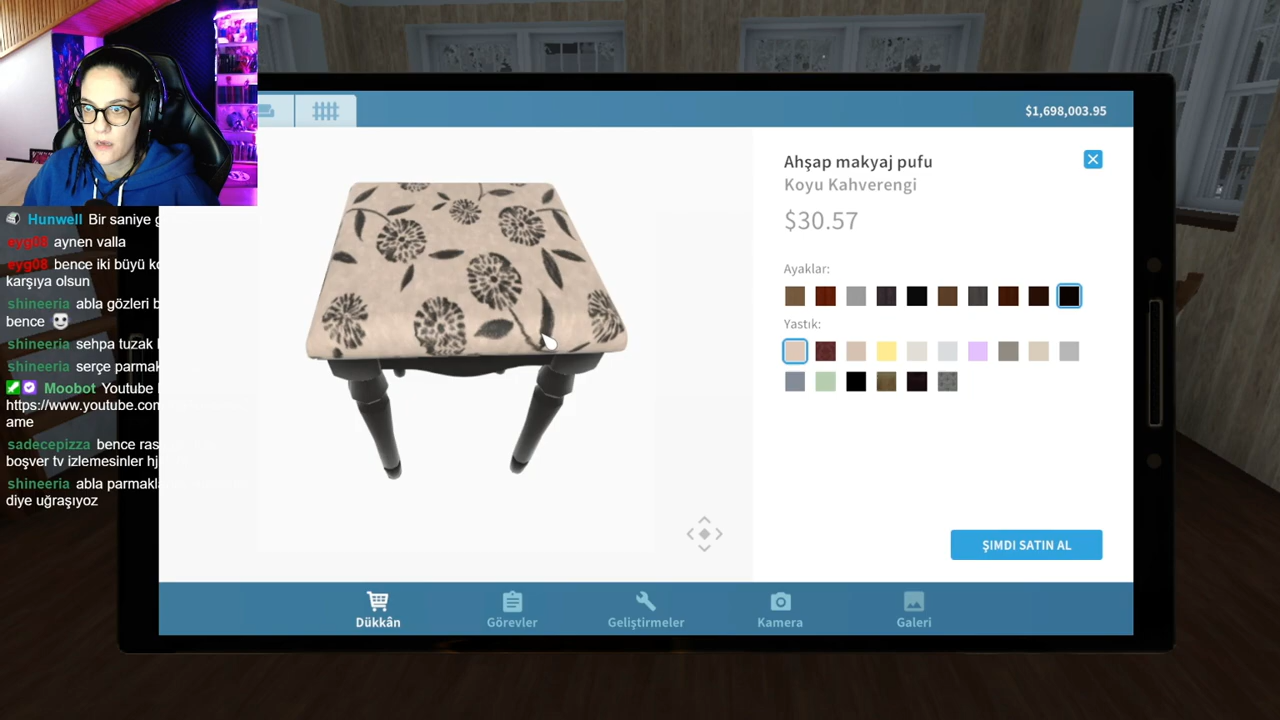 $1,698,003.95
Ahşap makyaj pufu
Koyu Kahverengi
$30.57
Ayaklar:
Yastık:
ŞIMDI SATIN AL
Dükkân
Görevler
Geliştirmeler
Kamera
Galeri
Hunwell Bir saniye
eyg08 aynen valla
eyg08 bence iki büyü
karşıya olsun
shineeria abla gözleri
bence
shineeria sehpa tuzak
shineeria serçe parmak
Moobot Youtube
https://www.youtube.com
ame
sadecepizza bence
boşver tv izlemesinler hj
shineeria abla
diye uğraşıyoz